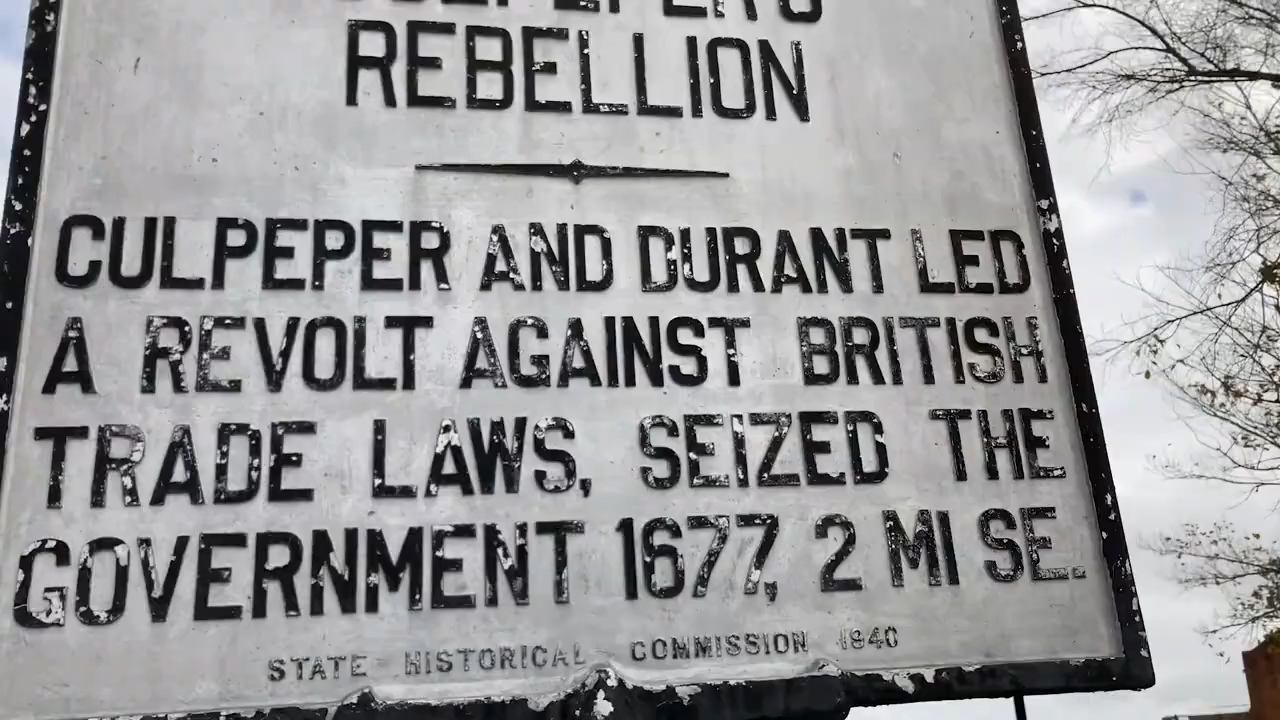 CULPEPER'S
REBELLION
CULPEPER AND DURANT LED
A REVOLT AGAINST BRITISH
TRADE LAWS, SEIZED THE
GOVERNMENT 1677, 2 MI SE.
STATE HISTORICAL COMMISSION 1940